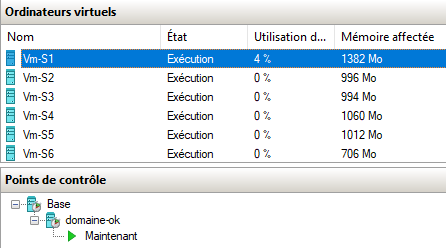 Ordinateurs virtuels
Nom État Utilisation d... Mémoire affectée
Vm-S1 Exécution 4 % 1382 Mo
Vm-S2 Exécution 0 % 996 Mo
Vm-S3 Exécution 0 % 994 Mo
Vm-S4 Exécution 0 % 1060 Mo
Vm-S5 Exécution 0 % 1012 Mo
Vm-S6 Exécution 0 % 706 Mo
Points de contrôle
Base
domaine-ok
Maintenant